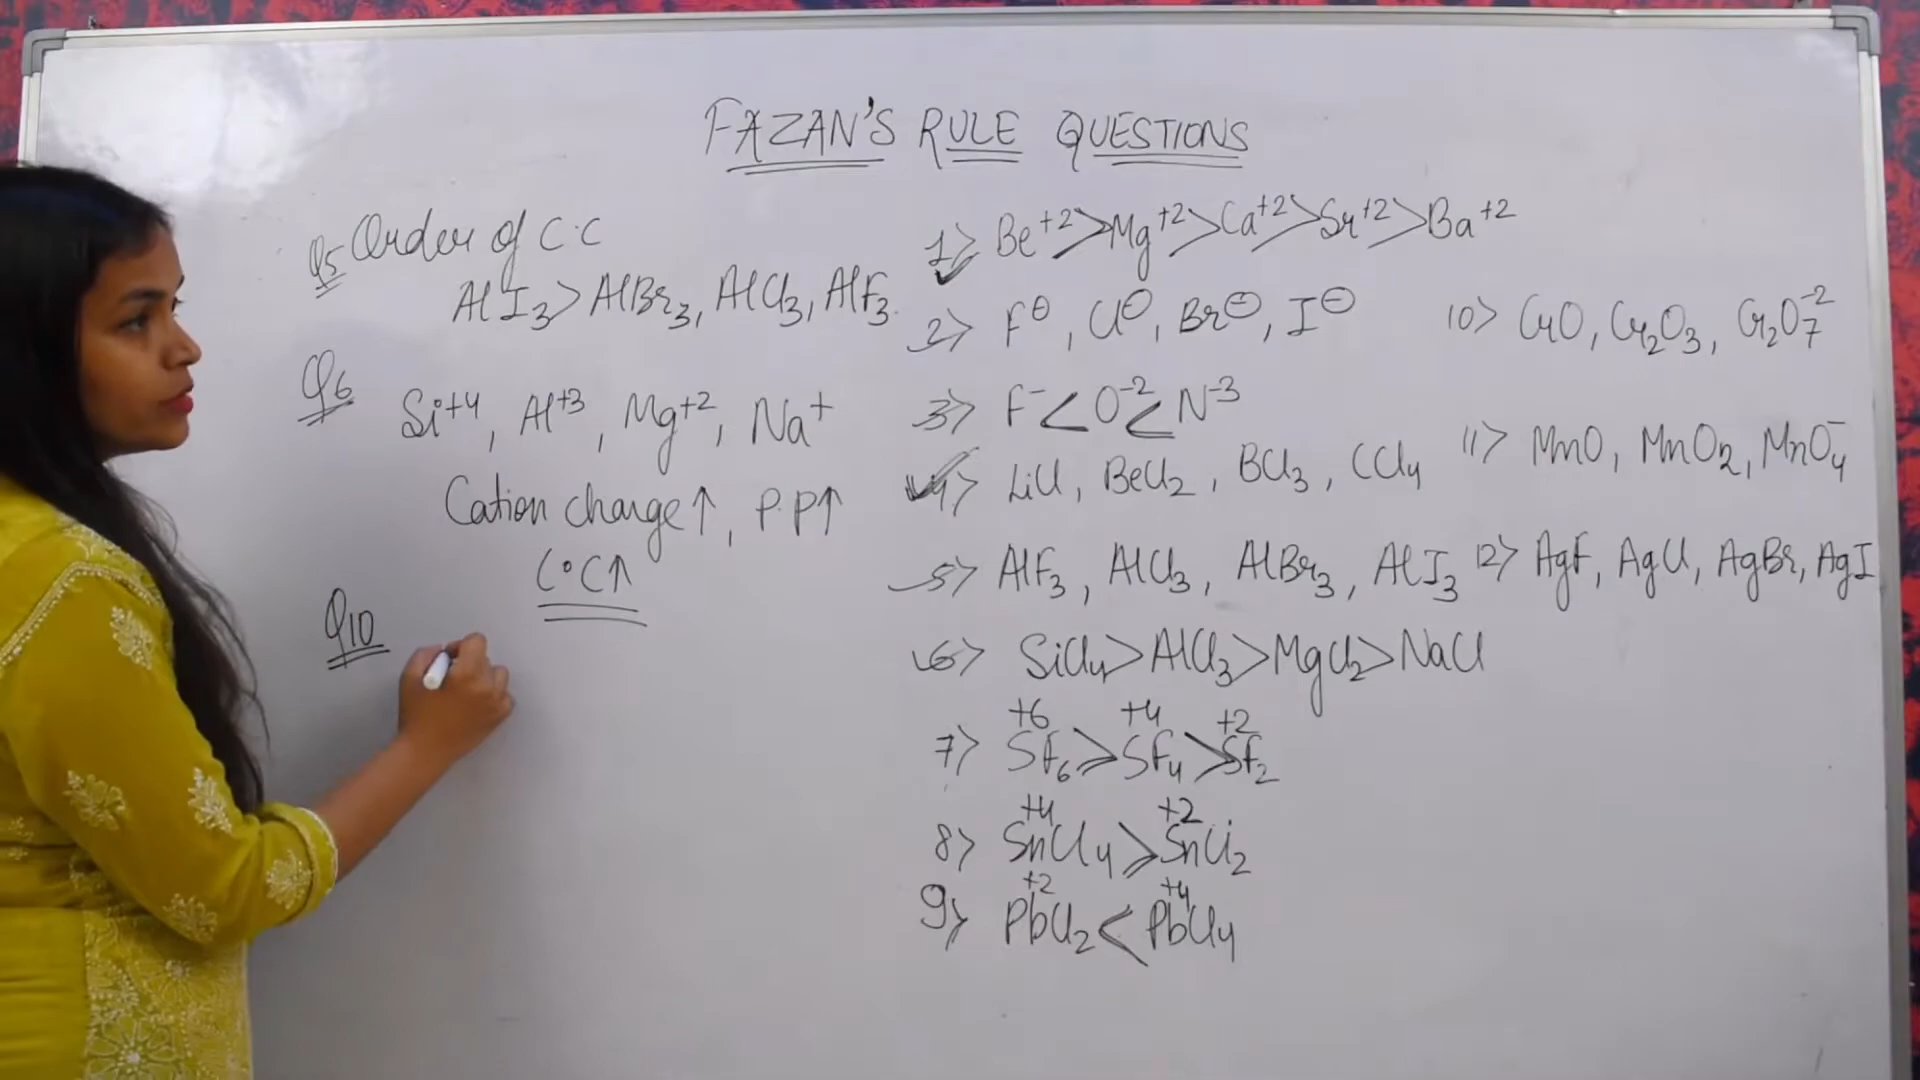 FAZAN'S RULE QUESTIONS
Q5 Order of C.C
AlI₃ > AlBr₃, AlCl₃, AlF₃.
Q6
Si⁺⁴, Al⁺³, Mg⁺², Na⁺
Cation charge↑, P.P↑
C°C↑
Q10
1> Be⁺² > Mg⁺² > Ca⁺² > Sr⁺² > Ba⁺²
2> F⊖, Cl⊖, Br⊖, I⊖
3> F⁻ < O⁻² < N⁻³
4> LiCl, BeCl₂, BCl₃, CCl₄
5> AlF₃, AlCl₃, AlBr₃, AlI₃
6> SiCl₄ > AlCl₃ > MgCl₂ > NaCl
+6 +4 +2
7> SF₆ > SF₄ > SF₂
+4 +2
8> SnCl₄ > SnCl₂
+2 +4
9> PbCl₂ < PbCl₄
10> CrO, Cr₂O₃, Cr₂O₇⁻²
11> MnO, MnO₂, MnO₄⁻
12> AgF, AgCl, AgBr, AgI